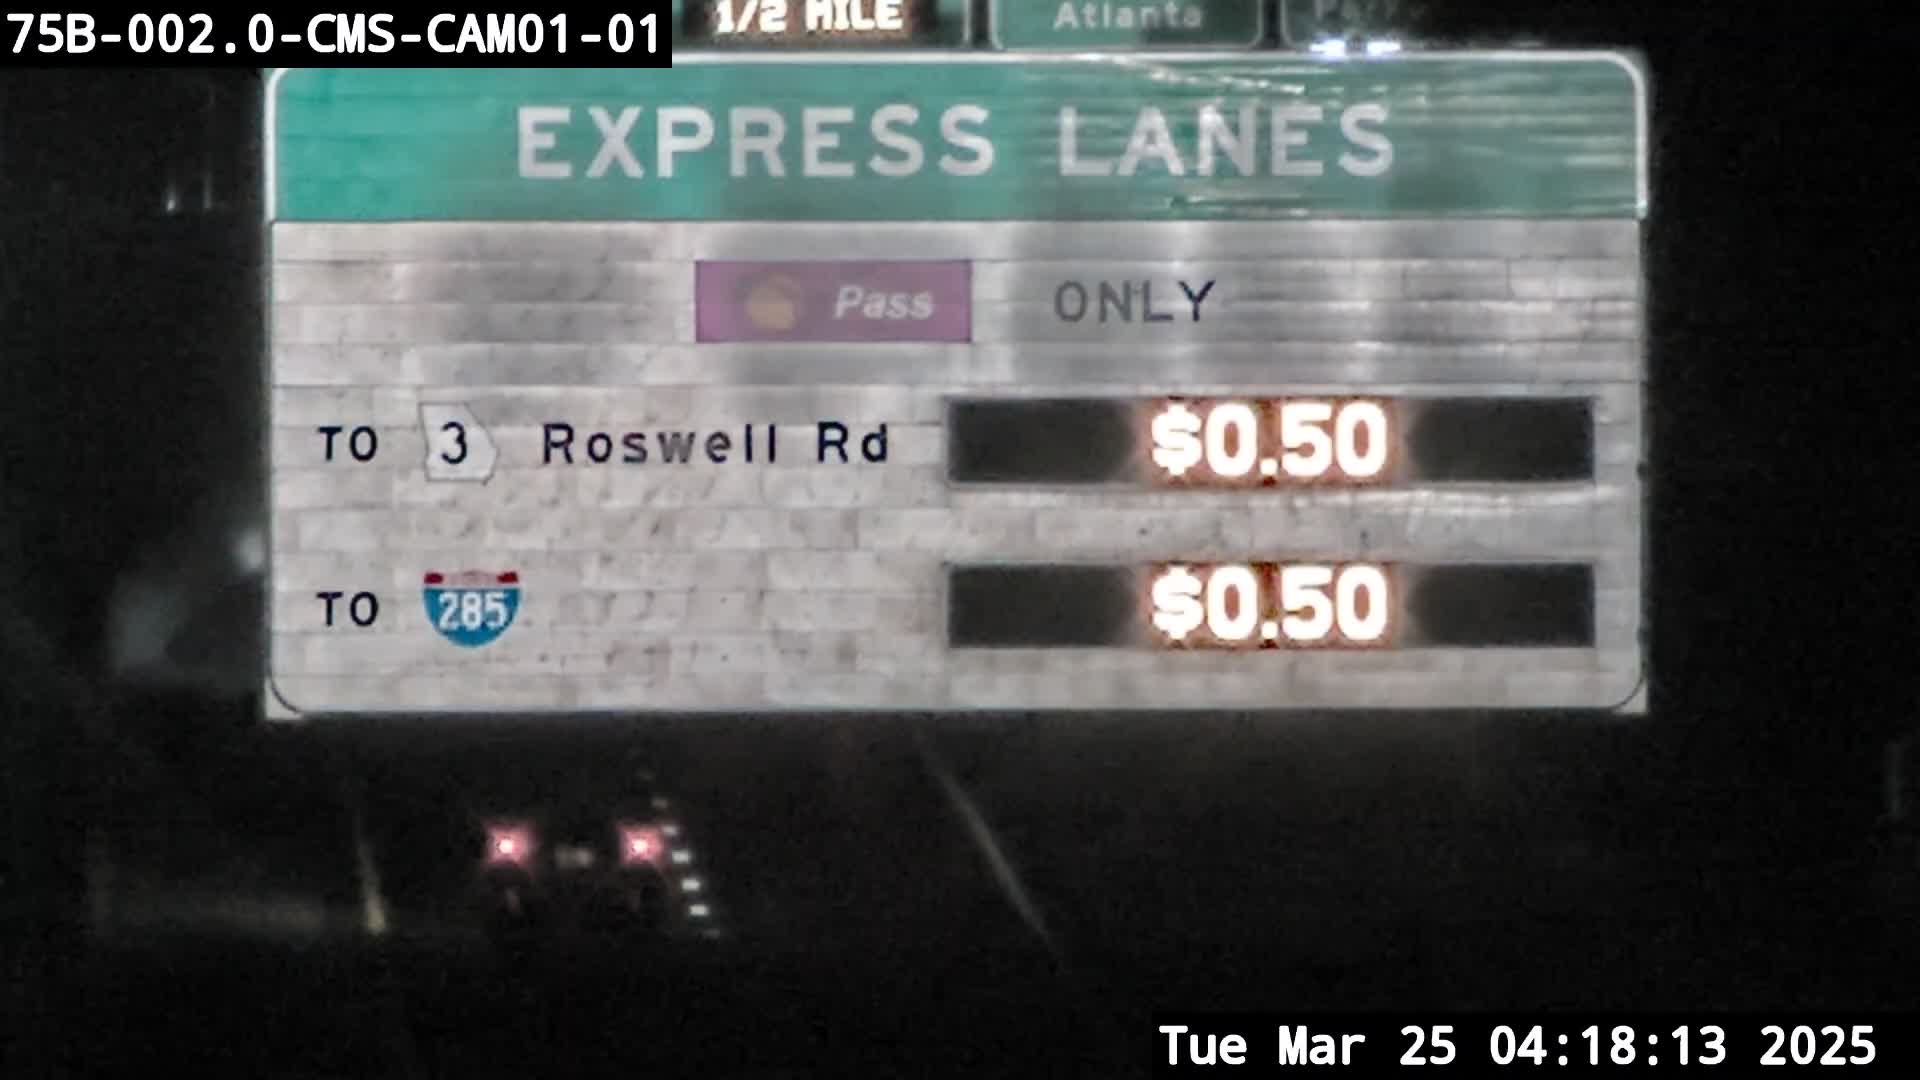 75B-002.0-CMS-CAM01-01
1/2 MILE
Atlanta
EXPRESS LANES
Pass ONLY
TO 3 Roswell Rd $0.50
TO 285 $0.50
Tue Mar 25 04:18:13 2025